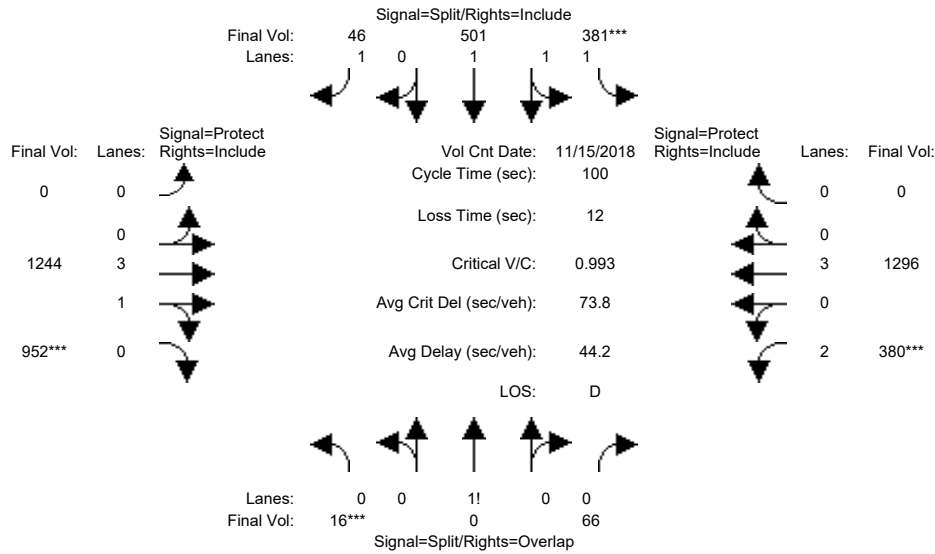 Signal=Split/Rights=Include
Final Vol: 46 501 381***
Lanes: 1 0 1 1 1
Signal=Protect Signal=Protect
Final Vol: Lanes: Rights=Include Vol Cnt Date: 11/15/2018 Rights=Include Lanes: Final Vol:
Cycle Time (sec): 100
0 0 0 0
Loss Time (sec): 12
0 0
1244 3 Critical V/C: 0.993 3 1296
1 Avg Crit Del (sec/veh): 73.8 0
952*** 0 Avg Delay (sec/veh): 44.2 2 380***
LOS: D
Lanes: 0 0 1! 0 0
Final Vol: 16*** 0 66
Signal=Split/Rights=Overlap